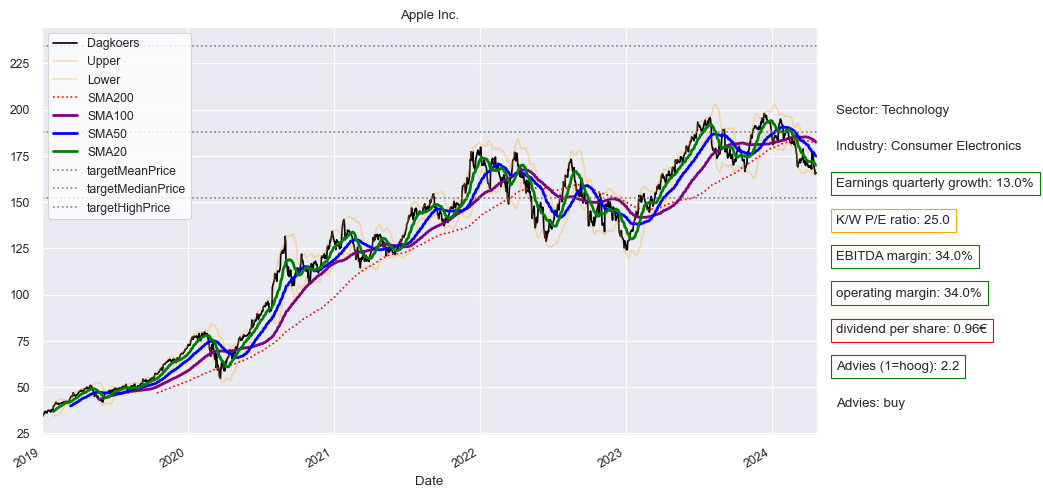 Apple Inc.
225
200
175
150
125
100
75
50
25
Dagkoers
Upper
Lower
SMA200
SMA100
SMA50
SMA20
targetMeanPrice
targetMedianPrice
targetHighPrice
2019
2020
2021
2022
2023
2024
Date
Sector: Technology
Industry: Consumer Electronics
Earnings quarterly growth: 13.0%
K/W P/E ratio: 25.0
EBITDA margin: 34.0%
operating margin: 34.0%
dividend per share: 0.96€
Advies (1=hoog): 2.2
Advies: buy